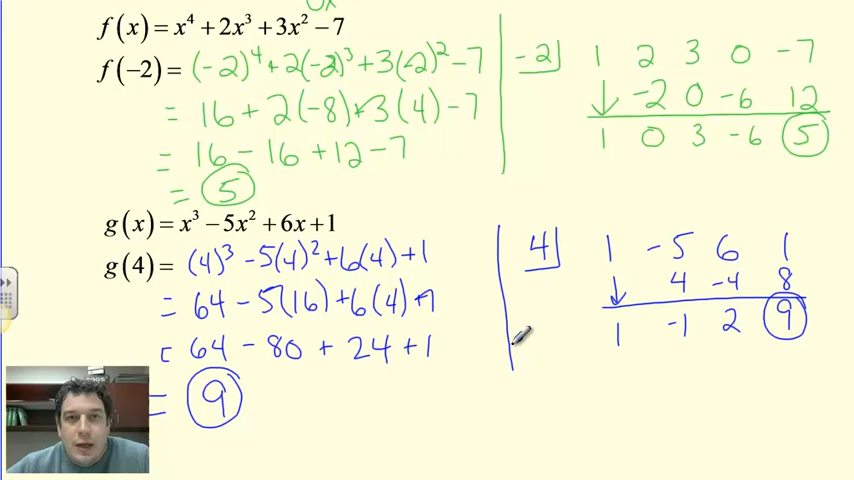 0x
f(x) = x⁴ + 2x³ + 3x² − 7
f(−2) = (−2)⁴ + 2(−2)³ + 3(−2)² − 7
= 16 + 2(−8) + 3(4) − 7
= 16 − 16 + 12 − 7
= 5
−2 1 2 3 0 −7
↓ −2 0 −6 12
1 0 3 −6 5
g(x) = x³ − 5x² + 6x + 1
g(4) = (4)³ − 5(4)² + 6(4) + 1
= 64 − 5(16) + 6(4) + 1
= 64 − 80 + 24 + 1
= 9
4 1 −5 6 1
↓ 4 −4 8
1 −1 2 9